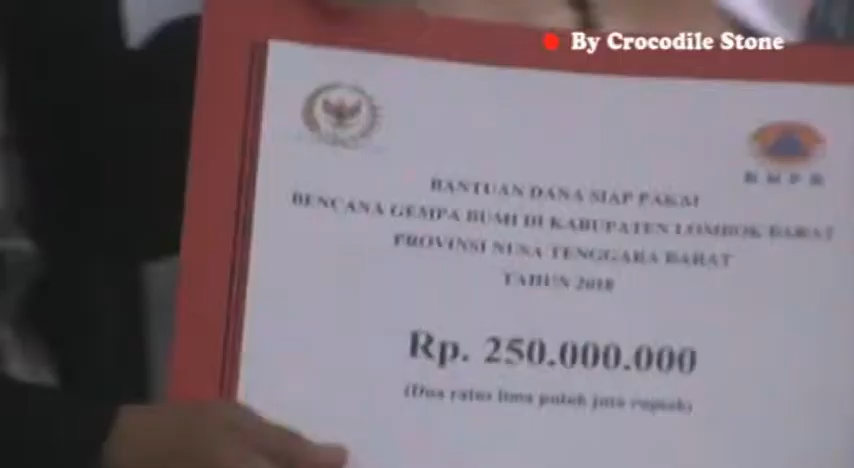 By Crocodile Stone
BNPB
BANTUAN DANA SIAP PAKAI
BENCANA GEMPA BUMI DI KABUPATEN LOMBOK BARAT
PROVINSI NUSA TENGGARA BARAT
TAHUN 2018
Rp. 250.000.000
(Dua ratus lima puluh juta rupiah)